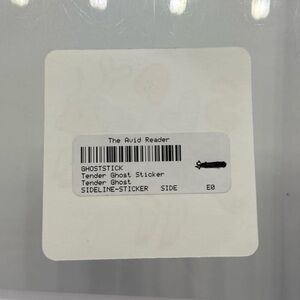 The Avid Reader
GHOSTSTICK
Tender Ghost Sticker
Tender Ghost
SIDELINE-STICKER SIDE E0